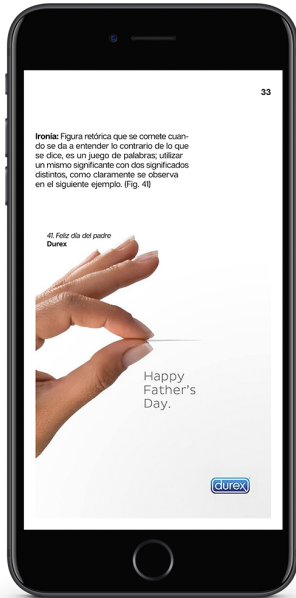 33
Ironía: Figura retórica que se comete cuan-
do se da a entender lo contrario de lo que
se dice, es un juego de palabras; utilizar
un mismo significante con dos significados
distintos, como claramente se observa
en el siguiente ejemplo. (Fig. 41)
41. Feliz día del padre
Durex
Happy
Father's
Day.
durex